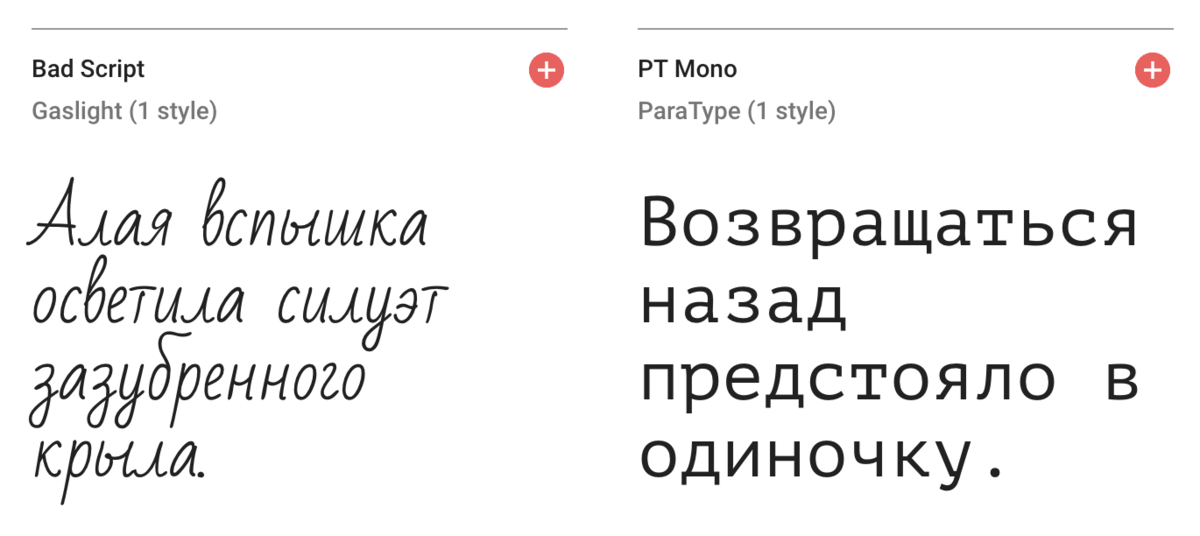 Bad Script
Gaslight (1 style)
Алая вспышка
осветила силуэт
зазубренного
крыла.
PT Mono
ParaType (1 style)
Возвращаться
назад
предстояло в
одиночку.